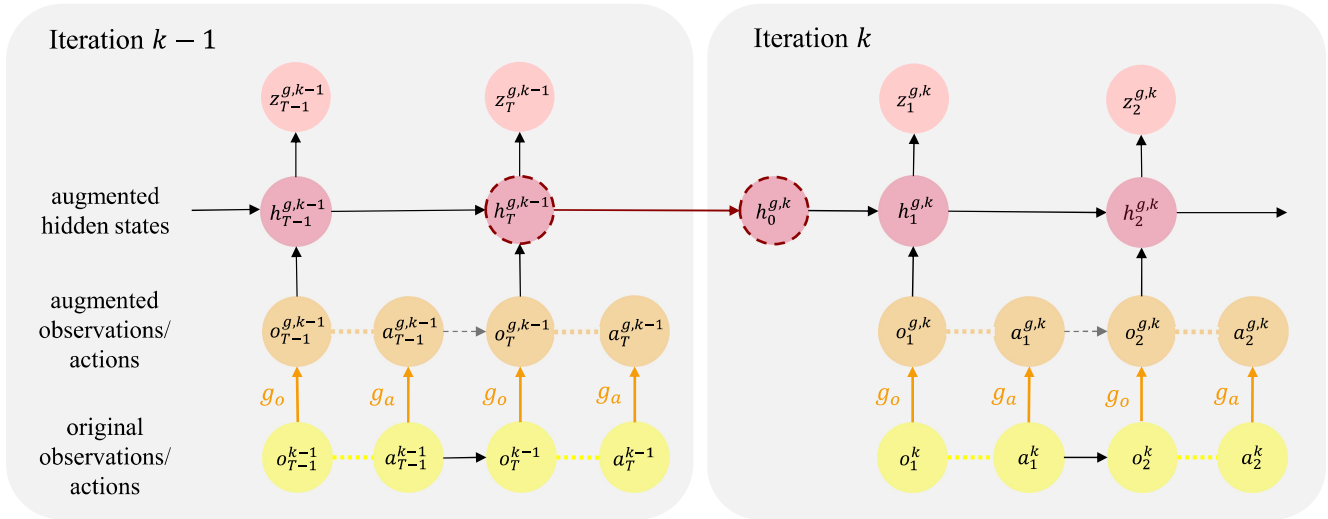 Iteration k − 1
Iteration k
z_{T−1}^{g,k−1} z_T^{g,k−1} z_1^{g,k} z_2^{g,k}
augmented
hidden states
h_{T−1}^{g,k−1} h_T^{g,k−1} h_0^{g,k} h_1^{g,k} h_2^{g,k}
augmented
observations/
actions
o_{T−1}^{g,k−1} a_{T−1}^{g,k−1} o_T^{g,k−1} a_T^{g,k−1} o_1^{g,k} a_1^{g,k} o_2^{g,k} a_2^{g,k}
g_o g_a g_o g_a g_o g_a g_o g_a
original
observations/
actions
o_{T−1}^{k−1} a_{T−1}^{k−1} o_T^{k−1} a_T^{k−1} o_1^k a_1^k o_2^k a_2^k